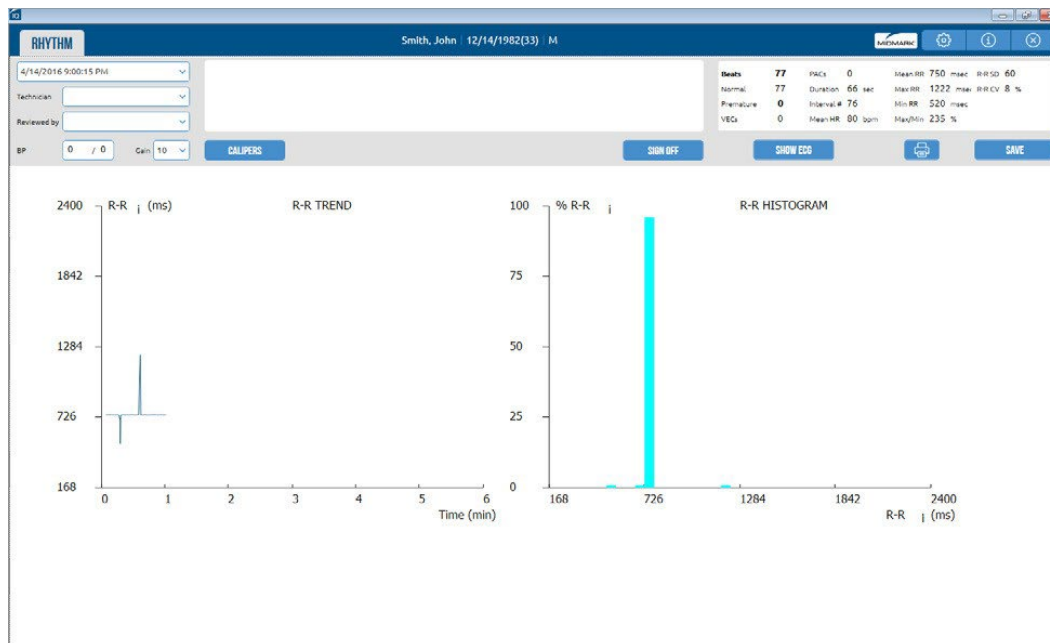 IQ
RHYTHM
Smith, John | 12/14/1982(33) | M
MIDMARK
4/14/2016 9:00:15 PM
Technician
Reviewed by
BP 0 / 0 Gain 10
CALIPERS
SIGN OFF
SHOW ECG
SAVE
Beats 77 PACs 0 Mean RR 750 msec R-R SD 60
Normal 77 Duration 66 sec Max RR 1222 msec R-R CV 8 %
Premature 0 Interval # 76 Min RR 520 msec
VECs 0 Mean HR 80 bpm Max/Min 235 %
R-R TREND
R-R i (ms)
2400
1842
1284
726
168
0 1 2 3 4 5 6
Time (min)
R-R HISTOGRAM
% R-R i
100
75
50
25
0
168 726 1284 1842 2400
R-R i (ms)